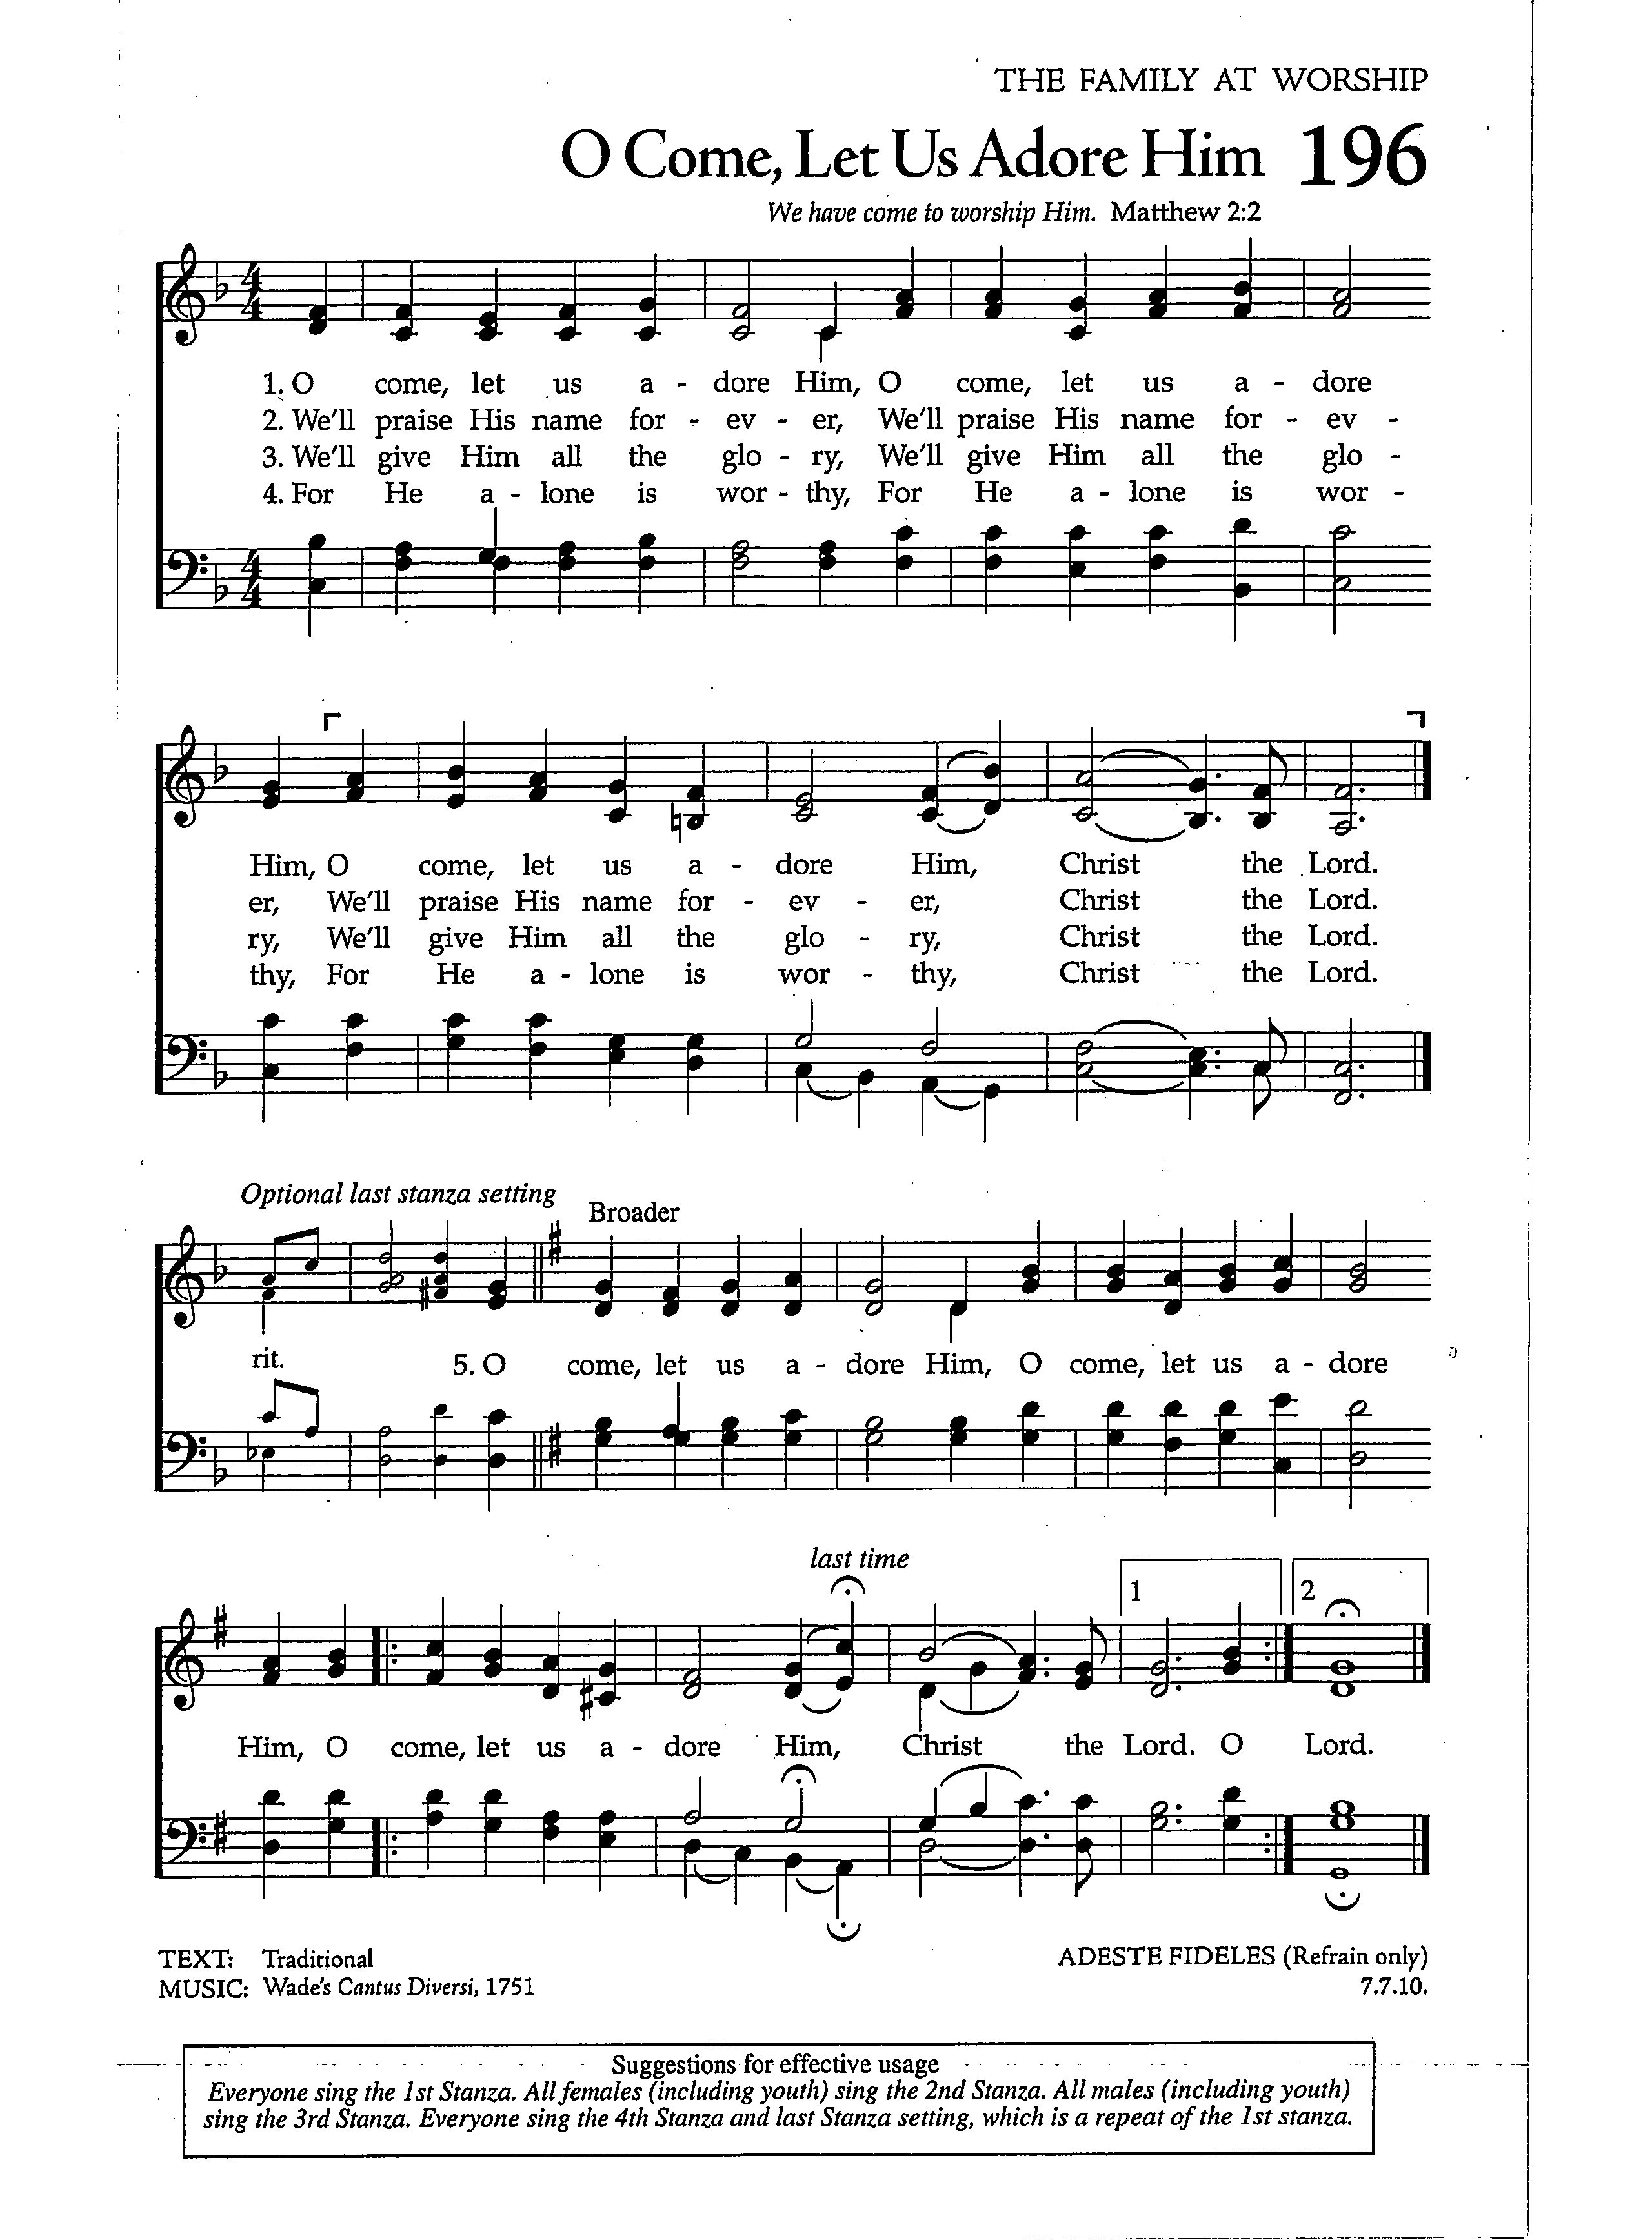 THE FAMILY AT WORSHIP
O Come, Let Us Adore Him 196
We have come to worship Him. Matthew 2:2
1. O come, let us a - dore Him, O come, let us a - dore
2. We'll praise His name for - ev - er, We'll praise His name for - ev -
3. We'll give Him all the glo - ry, We'll give Him all the glo -
4. For He a - lone is wor - thy, For He a - lone is wor -
Him, O come, let us a - dore Him, Christ the Lord.
er, We'll praise His name for - ev - er, Christ the Lord.
ry, We'll give Him all the glo - ry, Christ the Lord.
thy, For He a - lone is wor - thy, Christ the Lord.
Optional last stanza setting
Broader
rit. 5. O come, let us a - dore Him, O come, let us a - dore
last time
1 2
Him, O come, let us a - dore Him, Christ the Lord. O Lord.
TEXT: Traditional ADESTE FIDELES (Refrain only)
MUSIC: Wade's Cantus Diversi, 1751 7.7.10.
Suggestions for effective usage
Everyone sing the 1st Stanza. All females (including youth) sing the 2nd Stanza. All males (including youth)
sing the 3rd Stanza. Everyone sing the 4th Stanza and last Stanza setting, which is a repeat of the 1st stanza.